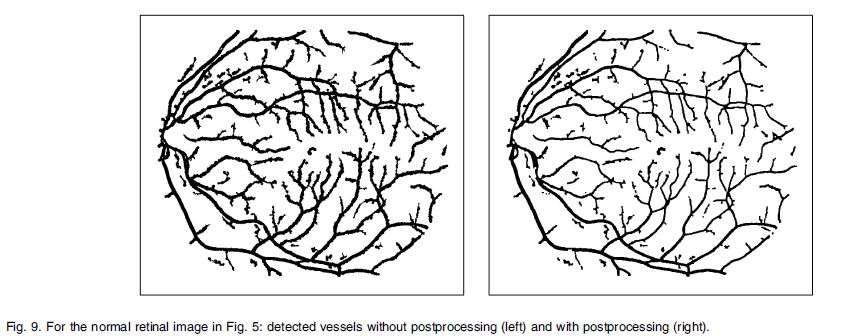 Fig. 9. For the normal retinal image in Fig. 5: detected vessels without postprocessing (left) and with postprocessing (right).